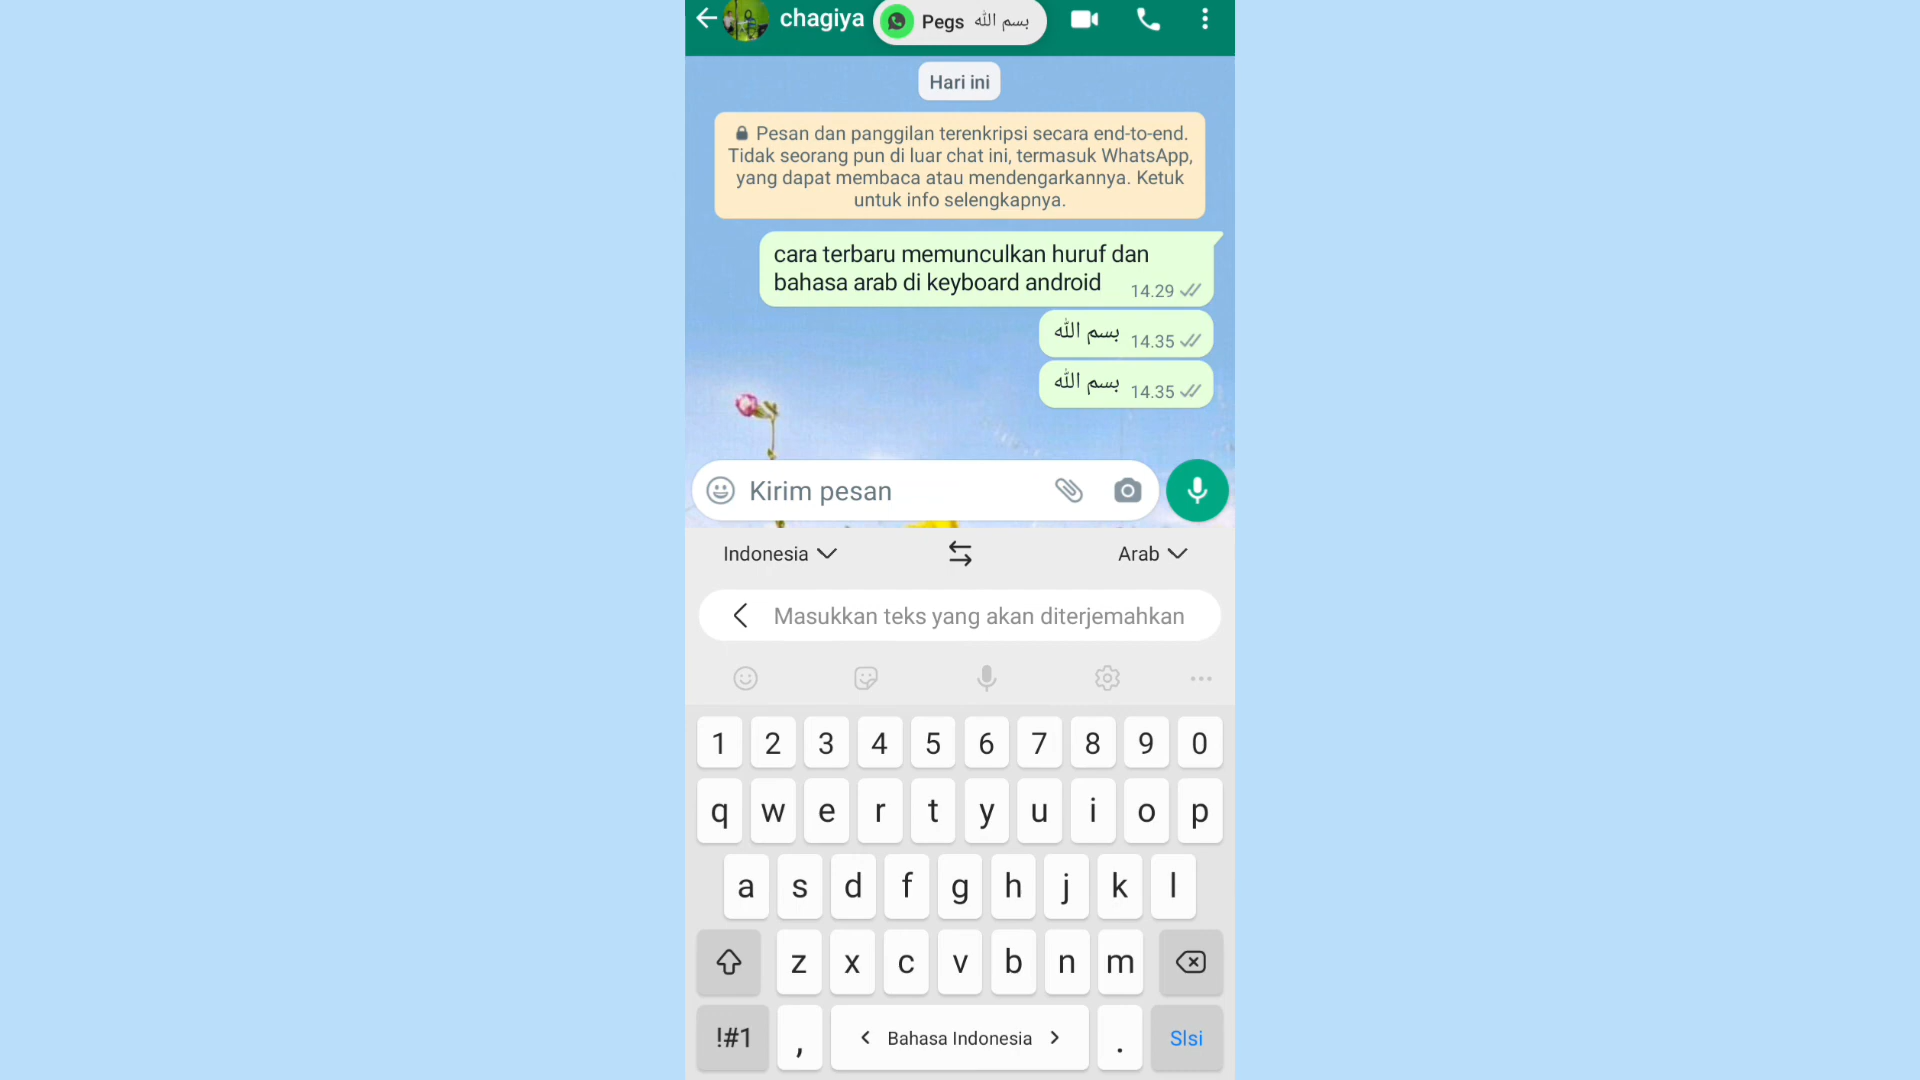 chagiya
Pegs بسم الله
Hari ini
Pesan dan panggilan terenkripsi secara end-to-end.
Tidak seorang pun di luar chat ini, termasuk WhatsApp,
yang dapat membaca atau mendengarkannya. Ketuk
untuk info selengkapnya.
cara terbaru memunculkan huruf dan
bahasa arab di keyboard android 14.29
بسم الله 14.35
بسم الله 14.35
Kirim pesan
Indonesia Arab
Masukkan teks yang akan diterjemahkan
1 2 3 4 5 6 7 8 9 0
q w e r t y u i o p
a s d f g h j k l
z x c v b n m
!#1 , < Bahasa Indonesia > . Slsi